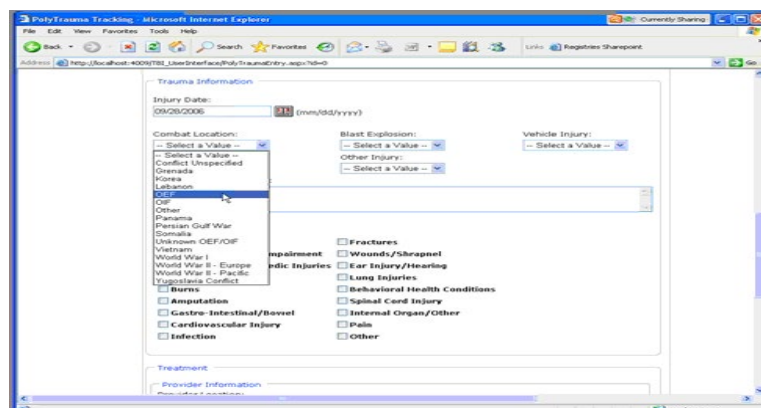 PolyTrauma Tracking - Microsoft Internet Explorer
Currently Sharing
File Edit View Favorites Tools Help
Back Search Favorites Links Registries Sharepoint
Address http://localhost:4009/TBI_UserInterface/PolyTraumaEntry.aspx?id=0 Go
Trauma Information
Injury Date:
09/28/2006 (mm/dd/yyyy)
Combat Location: Blast Explosion: Vehicle Injury:
-- Select a Value -- -- Select a Value -- -- Select a Value --
-- Select a Value -- Other Injury:
Conflict Unspecified
Grenada -- Select a Value --
Korea
Lebanon
OEF
OIF
Other
Panama
Persian Gulf War
Somalia
Unknown OEF/OIF Fractures
Vietnam
World War I mpairment Wounds/Shrapnel
World War II - Europe edic Injuries Ear Injury/Hearing
World War II - Pacific Lung Injuries
Yugoslavia Conflict
Burns Behavioral Health Conditions
Amputation Spinal Cord Injury
Gastro-Intestinal/Bowel Internal Organ/Other
Cardiovascular Injury Pain
Infection Other
Treatment
Provider Information